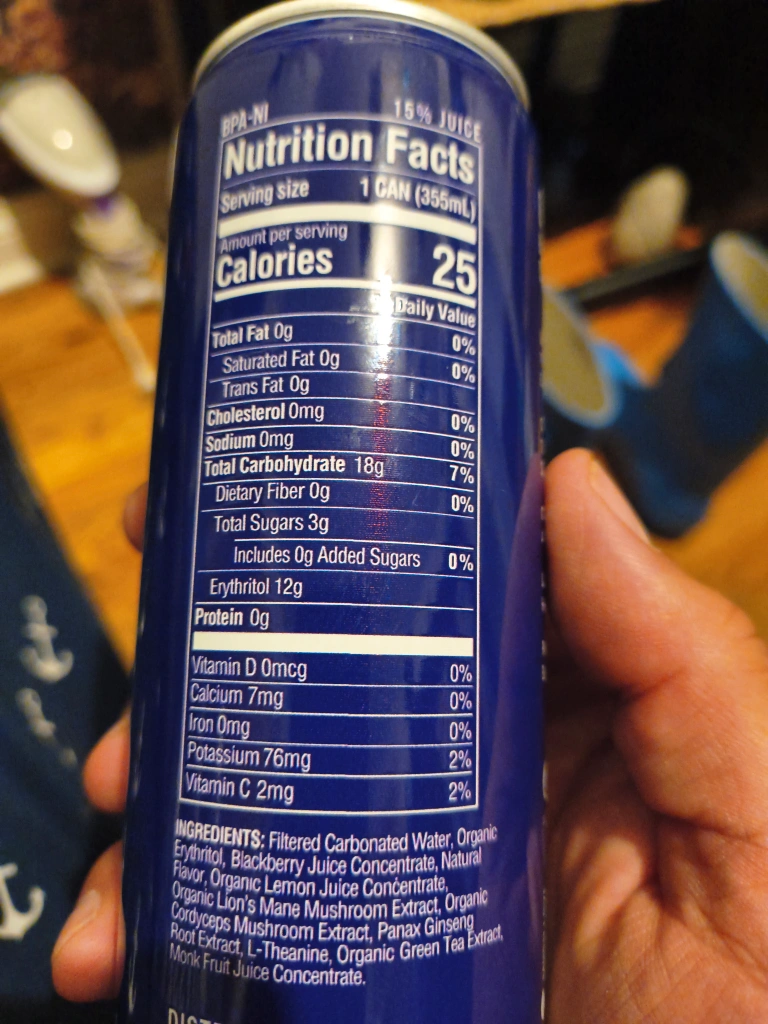 BPA-NI 15% JUICE
Nutrition Facts
Serving size 1 CAN (355mL)
Amount per serving
Calories 25
Daily Value
Total Fat 0g 0%
Saturated Fat 0g 0%
Trans Fat 0g
Cholesterol 0mg 0%
Sodium 0mg 0%
Total Carbohydrate 18g 7%
Dietary Fiber 0g 0%
Total Sugars 3g
Includes 0g Added Sugars 0%
Erythritol 12g
Protein 0g
Vitamin D 0mcg 0%
Calcium 7mg 0%
Iron 0mg 0%
Potassium 76mg 2%
Vitamin C 2mg 2%
INGREDIENTS: Filtered Carbonated Water, Organic
Erythritol, Blackberry Juice Concentrate, Natural
Flavor, Organic Lemon Juice Concentrate,
Organic Lion's Mane Mushroom Extract, Organic
Cordyceps Mushroom Extract, Panax Ginseng
Root Extract, L-Theanine, Organic Green Tea Extract,
Monk Fruit Juice Concentrate.